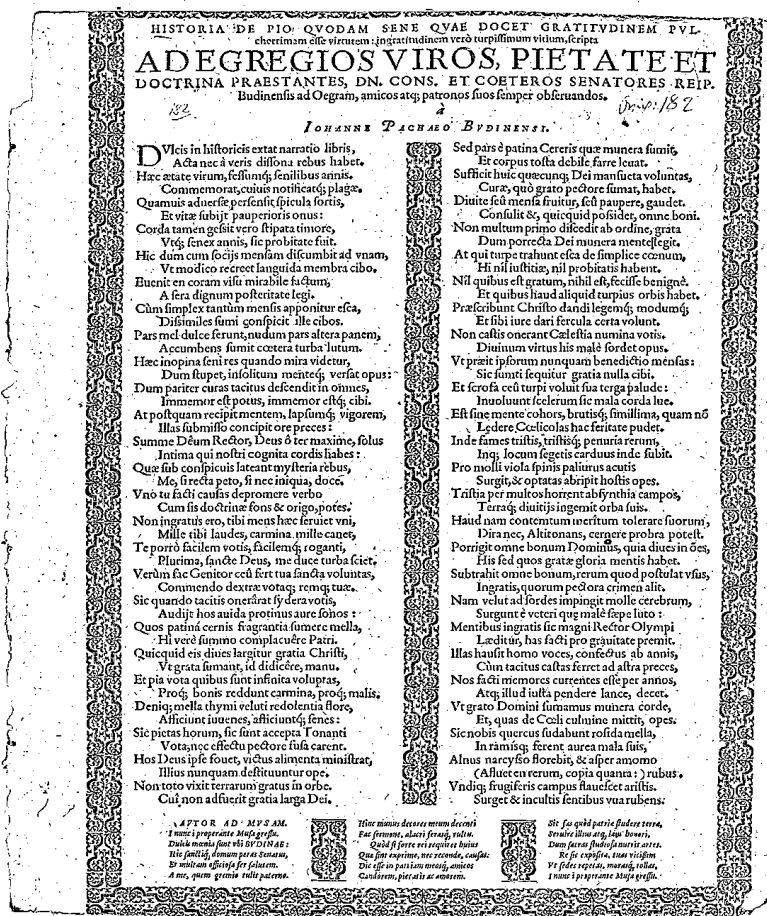 HISTORIA DE PIO QVODAM SENE QVAE DOCET GRATITVDINEM PVL-
cherrimam esse virtutem: ingratitudinem verò turpissimum vitium, scripta
AD EGREGIOS VIROS, PIETATE ET
DOCTRINA PRAESTANTES, DN. CONS. ET COETEROS SENATORES REIP.
Budinensis ad Oegram, amicos atq; patronos suos semper obseruandos.
182
182
à
IOHANNE PACHAEO BVDINENSI.
DVlcis in historicis extat narratio libris,
Acta nec à veris dissona rebus habet.
Hæc ætate virum, fessumq; senilibus annis.
Commemorat, cuius notificatq; plagæ.
Quamuis aduersæ persensit spicula sortis,
Et vitæ subijt pauperioris onus:
Corda tamen gessit vero stipata timore,
Vtq; senex annis, sic probitate fuit.
Hic dum cum socijs mensam discumbit ad vnam,
Vt modico recreet languida membra cibo.
Euenit en coram visu mirabile factum,
A sera dignum posteritate legi.
Cùm simplex tantùm mensis apponitur esca,
Dissimiles sumi conspicit ille cibos.
Pars mel dulce ferunt, nudum pars altera panem,
Accumbens sumit cœtera turba lutum.
Hæc inopina seni res quando mira videtur,
Dum stupet, insolitum menteq; versat opus:
Dum pariter curas tacitus descendit in omnes,
Immemor est potus, immemor estq; cibi.
At postquam recipit mentem, lapsumq; vigorem,
Illas submisso concipit ore preces:
Summe Deûm Rector, Deus ô ter maxime, solus
Intima qui nostri cognita cordis habes:
Quæ sub conspicuis lateant mysteria rebus,
Me, si recta peto, si nec iniqua, doce.
Vno tu facti causas depromere verbo
Cum sis doctrinæ fons & origo, potes.
Non ingratus ero, tibi mens hæc seruiet vni,
Mille tibi laudes, carmina mille canet,
Te porrò facilem votis, facilemq; roganti,
Plurima, sancte Deus, me duce turba sciet.
Verùm fac Genitor ceu fert tua sancta voluntas,
Commendo dextræ votaq; remq; tuæ.
Sic quando tacitis onerârat sydera votis,
Audijt hos auida protinus aure sonos:
Quos patinâ cernis fragrantia sumere mella,
Hi verè summo complacuêre Patri.
Quicquid eis diues largitur gratia Christi,
Vt grata sumant, id didicêre, manu.
Et pia vota quibus sunt infinita voluptas,
Proq; bonis reddunt carmina, proq; malis.
Deniq; mella thymi veluti redolentia flore,
Afficiunt iuuenes, afficiuntq; senes:
Sic pietas horum, sic sunt accepta Tonanti
Vota, nec effectu pectore fusa carent.
Hos Deus ipse fouet, victus alimenta ministrat,
Illius nunquam destituuntur ope.
Non toto vixit terrarum gratus in orbe.
Cui non adfuerit gratia larga Dei.
Sed pars è patina Cereris quæ munera sumit,
Et corpus tosta debile farre leuat.
Sufficit huic quæcunq; Dei mansueta voluntas,
Curæ, quò grato pectore sumat, habet.
Diuite seu mensa fruitur, seu paupere, gaudet.
Consulit &, quicquid possidet, omne boni.
Non multum primo discedit ab ordine, grata
Dum porrecta Dei munera mente legit.
At qui turpe trahunt esca de simplice cœnum,
Hi nil iustitiæ, nil probitatis habent.
Nil quibus est gratum, nihil est, fecisse benignè.
Et quibus haud aliquid turpius orbis habet.
Præscribunt Christo dandi legemq; modumq;
Et sibi iure dari fercula certa volunt.
Non castis onerant Cælestia numina votis.
Diuinum virtus his malè sordet opus.
Vt præit ipsorum nunquam benedictio mensas:
Sic sumti sequitur gratia nulla cibi.
Et scrofa ceu turpi voluit sua terga palude:
Inuoluunt scelerum sic mala corda lue.
Est sine mente cohors, brutisq; simillima, quam nõ
Lędere Cœlicolas hac feritate pudet.
Inde fames tristis, tristisq; penuria rerum,
Inq; locum segetis carduus inde subit.
Pro molli viola spinis paliurus acutis
Surgit, & optatas abripit hostis opes.
Tristia per multos horrent absynthia campos,
Terraq; diuitijs ingemit orba suis.
Haud nam contemtum meritum tolerare suorum,
Dira nec, Altitonans, cernere probra potest.
Porrigit omne bonum Dominus, quia diues in ões,
His sed quos gratæ gloria mentis habet.
Subtrahit omne bonum, rerum quod postulat vsus,
Ingratis, quorum pectora crimen alit.
Nam velut ad sordes impingit molle cerebrum,
Surgunt è veteri quę malè sępe luto:
Mentibus ingratis sic magni Rector Olympi
Læditur, has facti pro grauitate premit.
Illas hausit homo voces, confectus ab annis,
Cùm tacitus castas ferret ad astra preces,
Nos facti memores currentes esse per annos,
Atq; illud iusta pendere lance, decet.
Vt grato Domini sumamus munera corde,
Et, quas de Cœli culmine mittit, opes.
Sic nobis quercus sudabunt rosida mella,
In ramisq; ferent aurea mala suis,
Alnus narcysso florebit, & asper amomo
(Affluet en rerum, copia quanta:) rubus.
Vndiq; frugiferis campus flauescet aristis.
Surget & incultis sentibus vua rubens.
AVTOR AD MVSAM.
I nunc i properante Musa gressu.
Dulcis mœnia sunt vbi BVDINAE:
Hic sanctiq; domum petas Senatus,
Et multam officiosa fer salutem.
A me, quem gremio tulit paterno.
Hinc munus decores meum decenti
Fac sermone, alacri seraq; vultu.
Quòd si forte rei requiret huius
Quæ sint exprime, nec reconde, causas:
Dic esse in patriam meosq; amicos
Candorem, pietatis ac amorem.
Sic fas quòd patriæ studere terræ,
Seruire illius atq; laus honori,
Dum sacras studiosa nutrit artes.
Re sic exposita, tuas vicissim
Vt sedes repetas, moraq; tollas,
I nunc i properante Musa gressu.